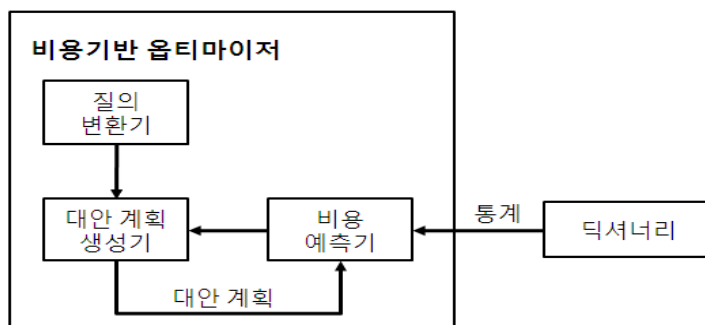 비용기반 옵티마이저
질의
변환기
대안 계획
생성기
비용
예측기
통계
딕셔너리
대안 계획